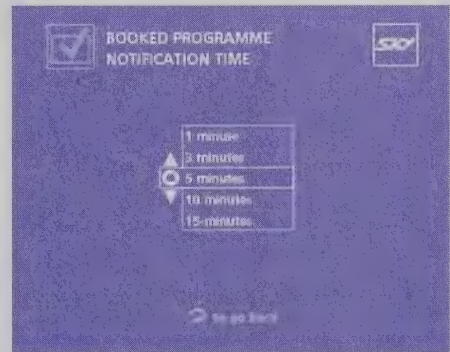 BOOKED PROGRAMME
NOTIFICATION TIME
SKY
1 minute
3 minutes
5 minutes
10 minutes
15 minutes
to go back